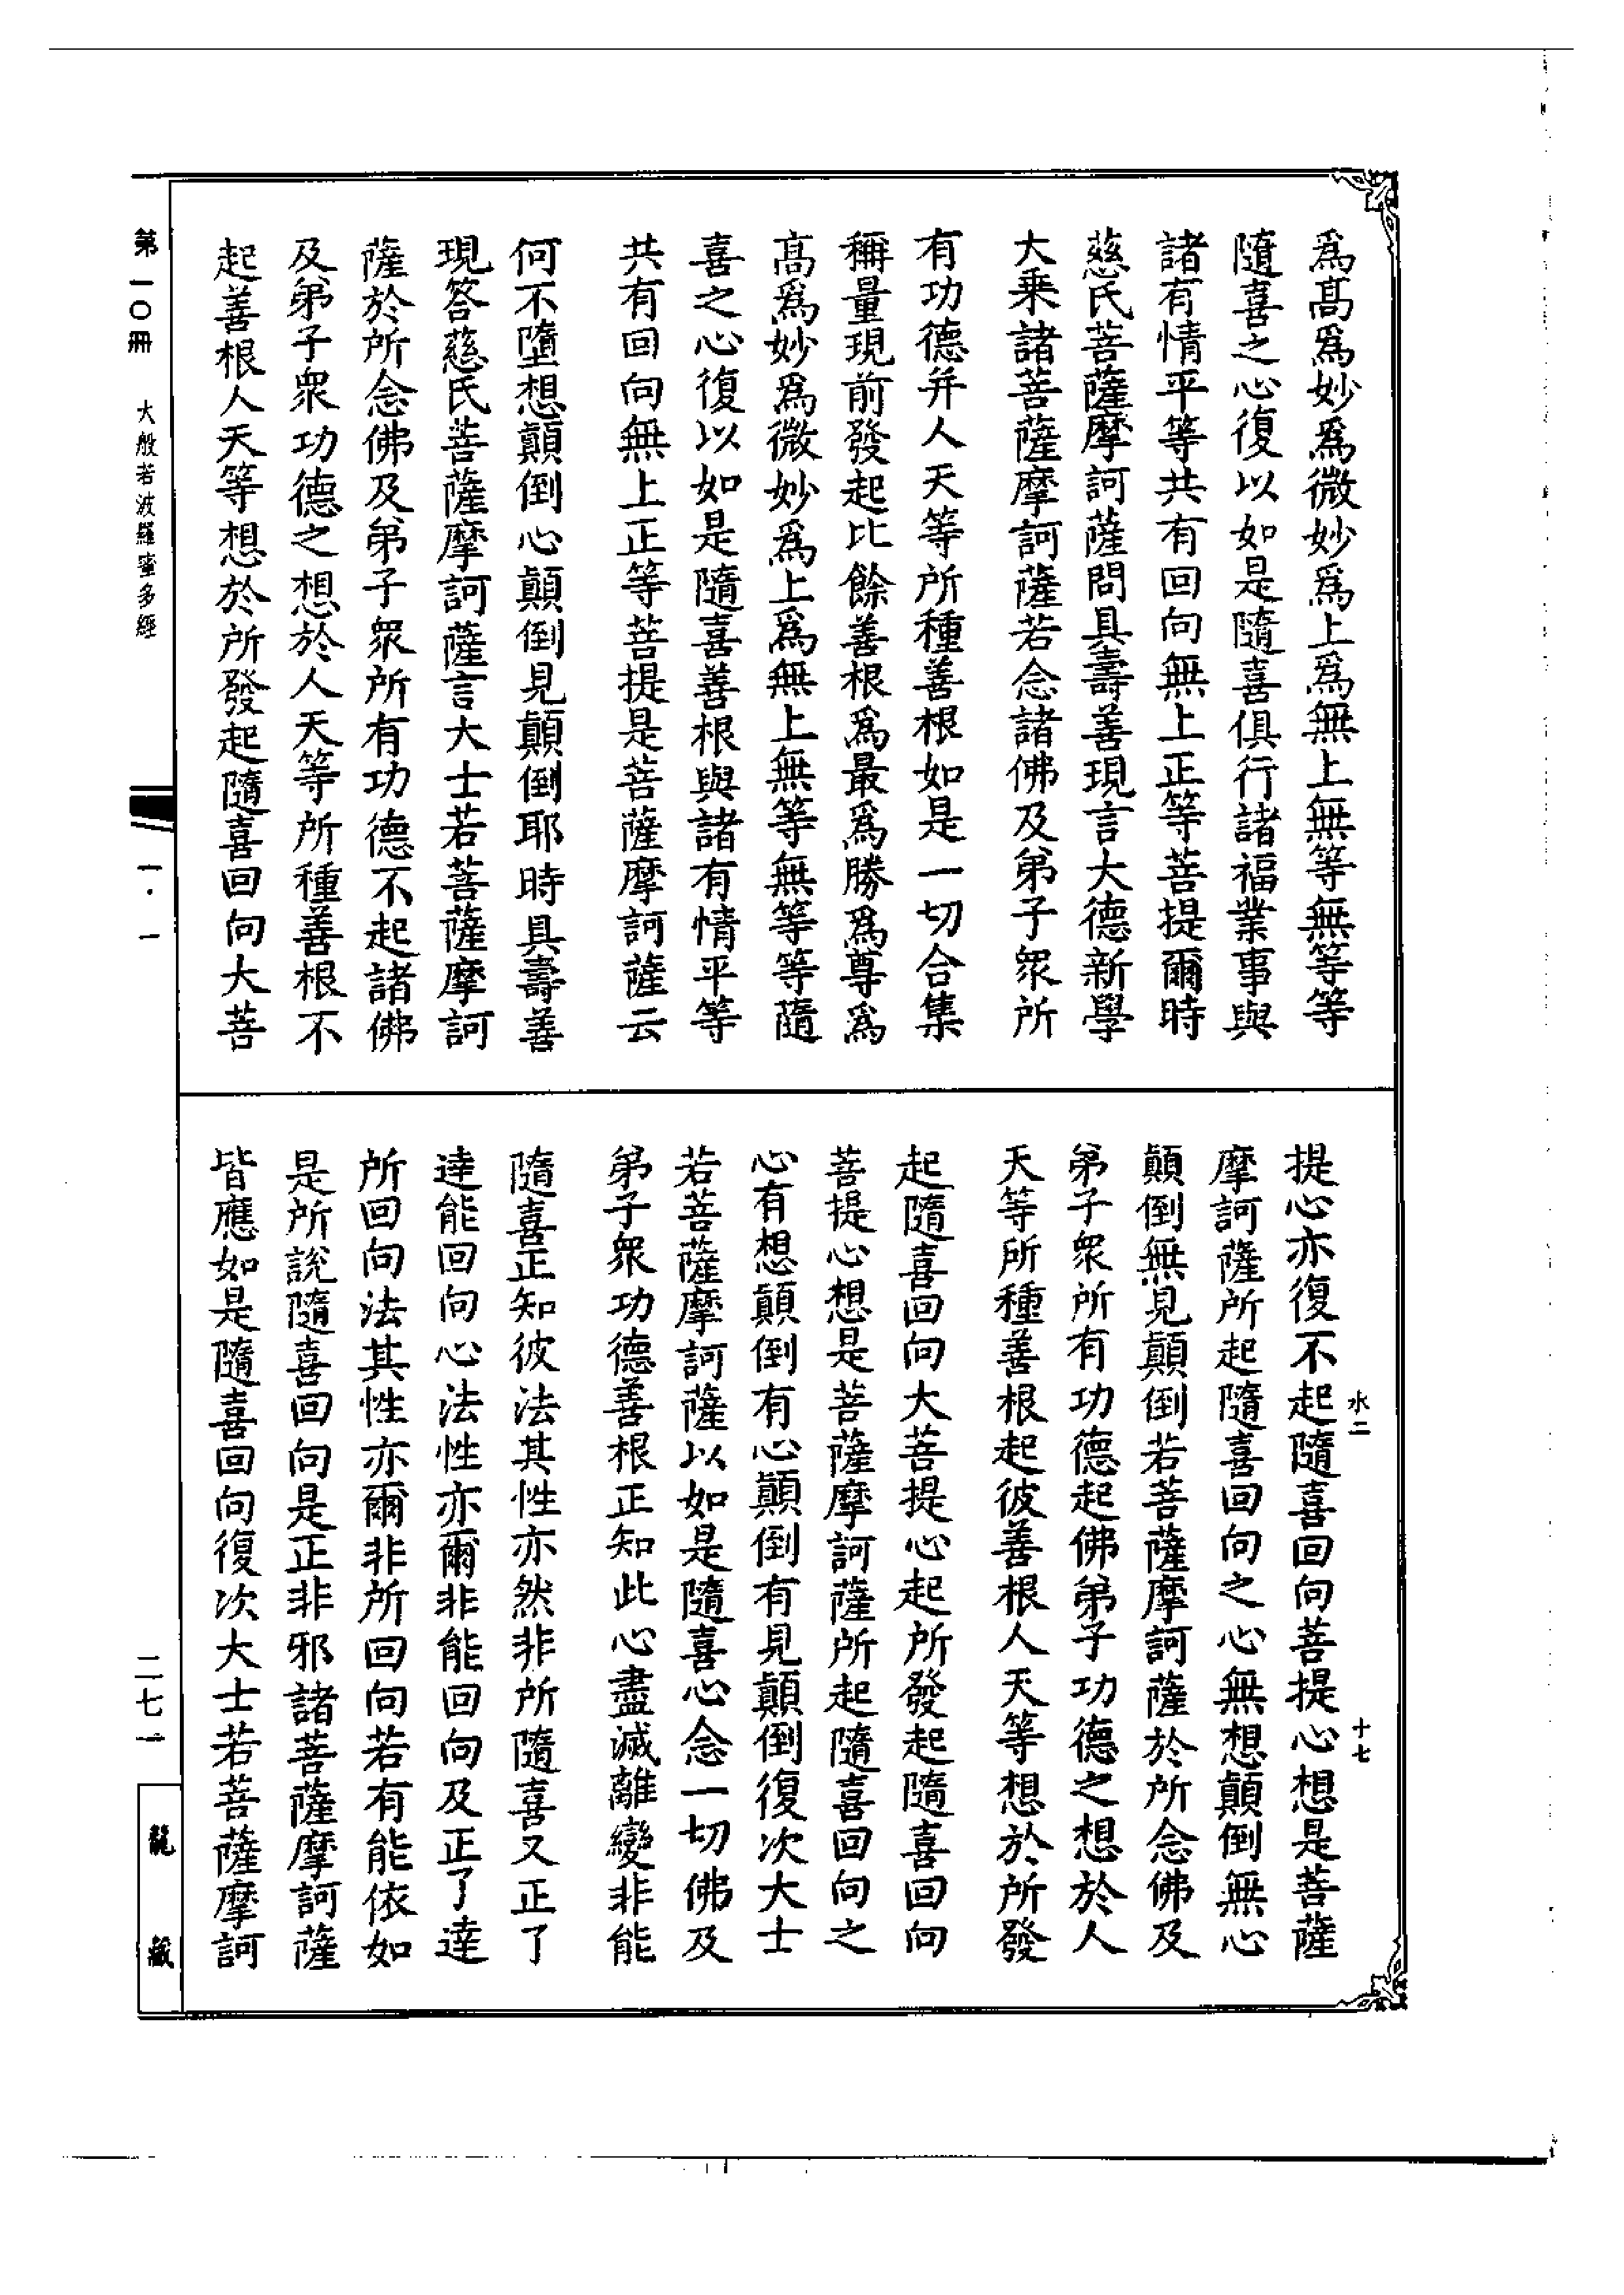 爲髙爲妙爲微妙爲上爲無上無等無等等
隨喜之心復以如是隨喜俱行諸福業事與
諸有情平等共有回向無上正等菩提爾時
慈氏菩薩摩訶薩問具壽善現言大德新學
大乘諸菩薩摩訶薩若念諸佛及弟子衆所
有功德并人天等所種善根如是一切合集
稱量現前發起比餘善根爲最爲勝爲尊爲
髙爲妙爲微妙爲上爲無上無等無等等隨
喜之心復以如是隨喜善根與諸有情平等
共有回向無上正等菩提是菩薩摩訶薩云
何不墮想顛倒心顛倒見顛倒耶時具壽善
現答慈氏菩薩摩訶薩言大士若菩薩摩訶
薩於所念佛及弟子衆所有功德不起諸佛
及弟子衆功德之想於人天等所種善根不
起善根人天等想於所發起隨喜回向大菩
提心亦復不起隨喜回向菩提心想是菩薩
摩訶薩所起隨喜回向之心無想顛倒無心
顛倒無見顛倒若菩薩摩訶薩於所念佛及
弟子衆所有功德起佛弟子功德之想於人
天等所種善根起彼善根人天等想於所發
起隨喜回向大菩提心起所發起隨喜回向
菩提心想是菩薩摩訶薩所起隨喜回向之
心有想顛倒有心顛倒有見顛倒復次大士
若菩薩摩訶薩以如是隨喜心念一切佛及
弟子衆功德善根正知此心盡滅離變非能
隨喜正知彼法其性亦然非所隨喜又正了
達能回向心法性亦爾非能回向及正了達
所回向法其性亦爾非所回向若有能依如
是所說隨喜回向是正非邪諸菩薩摩訶薩
皆應如是隨喜回向復次大士若菩薩摩訶
水二
十七
第一〇冊
大般若波羅蜜多經
一·一
二七一
龍藏